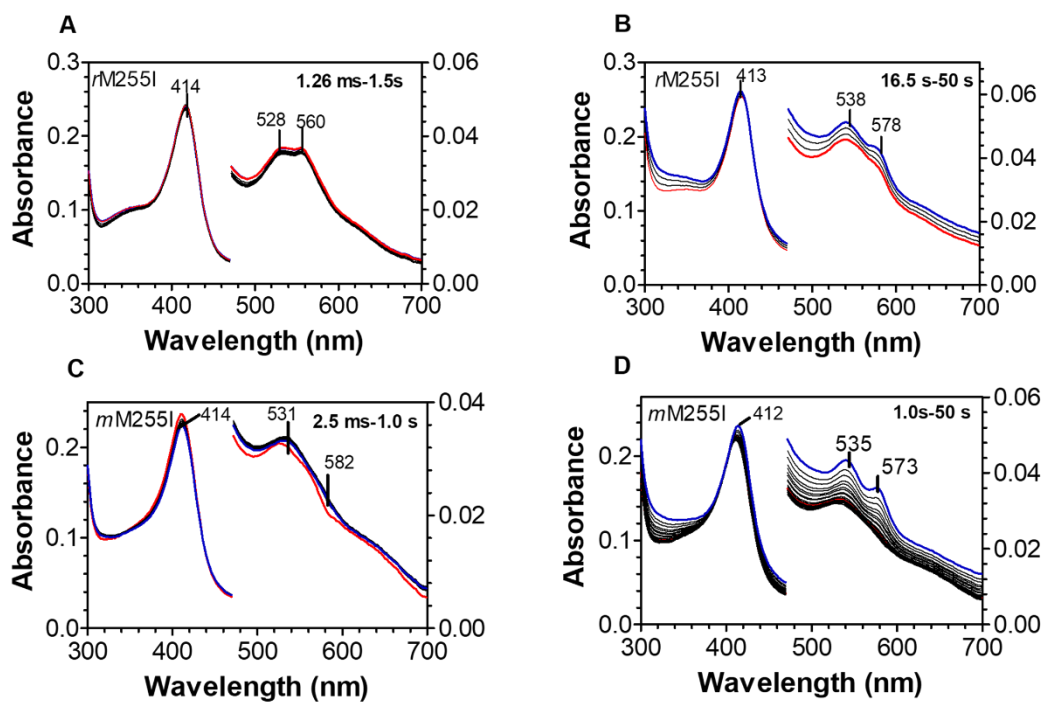 A
Absorbance
0.3
0.2
0.1
0.0
rM255I
414
1.26 ms-1.5s
528
560
0.06
0.04
0.02
0.00
300 400 500 600 700
Wavelength (nm)
B
Absorbance
0.3
0.2
0.1
0.0
rM255I
413
16.5 s-50 s
538
578
0.06
0.04
0.02
0.00
300 400 500 600 700
Wavelength (nm)
C
Absorbance
0.2
0.1
0.0
mM255I
414
2.5 ms-1.0 s
531
582
0.04
0.02
0.00
300 400 500 600 700
Wavelength (nm)
D
Absorbance
0.2
0.1
0.0
mM255I
412
1.0s-50 s
535
573
0.06
0.04
0.02
0.00
300 400 500 600 700
Wavelength (nm)